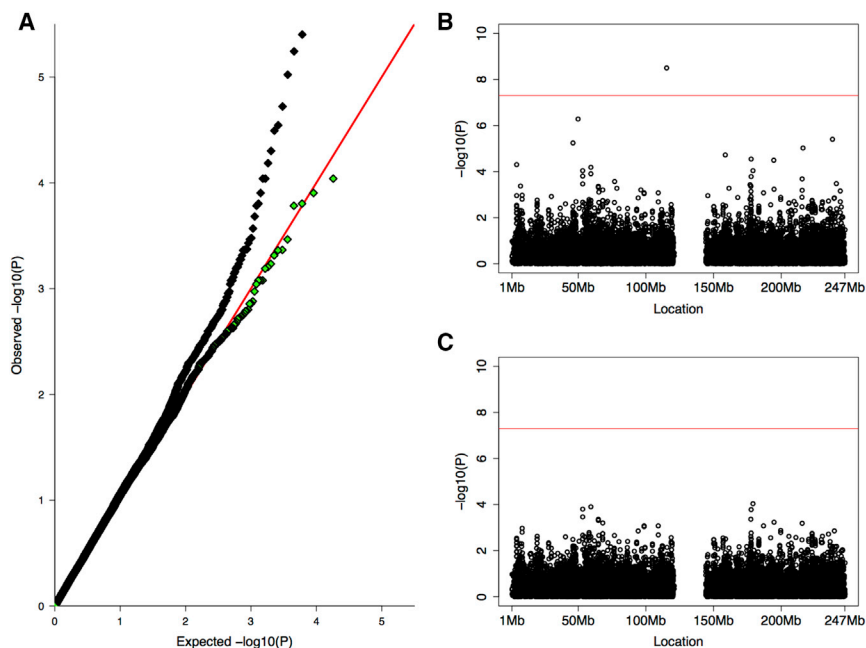 A
Observed −log10(P)
5
4
3
2
1
0
0 1 2 3 4 5
Expected −log10(P)
B
−log10(P)
10
8
6
4
2
0
1Mb 50Mb 100Mb 150Mb 200Mb 247Mb
Location
C
−log10(P)
10
8
6
4
2
0
1Mb 50Mb 100Mb 150Mb 200Mb 247Mb
Location